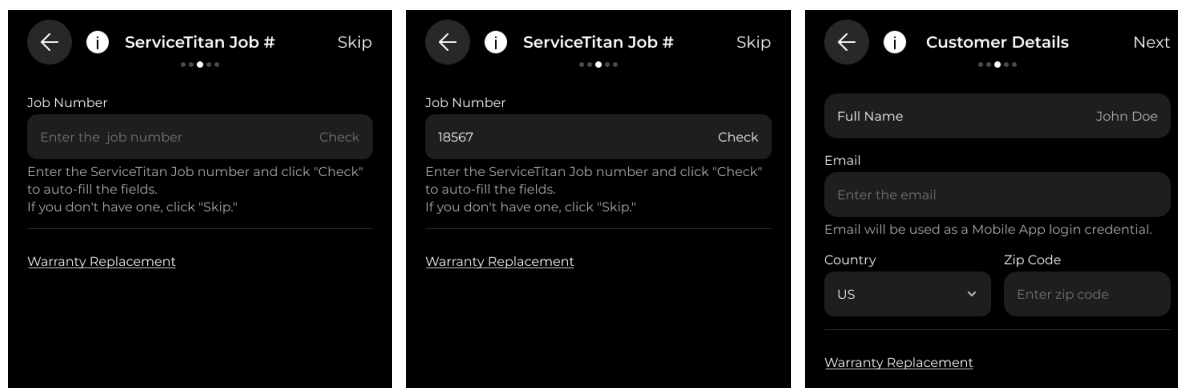 ServiceTitan Job #
Skip
Job Number
Enter the job number
Check
Enter the ServiceTitan Job number and click "Check"
to auto-fill the fields.
If you don't have one, click "Skip."
Warranty Replacement
ServiceTitan Job #
Skip
Job Number
18567
Check
Enter the ServiceTitan Job number and click "Check"
to auto-fill the fields.
If you don't have one, click "Skip."
Warranty Replacement
Customer Details
Next
Full Name
John Doe
Email
Enter the email
Email will be used as a Mobile App login credential.
Country
Zip Code
US
Enter zip code
Warranty Replacement